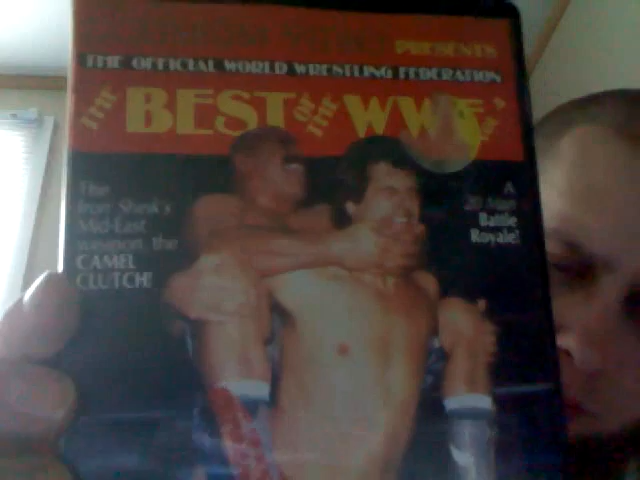 PRESENTS
THE OFFICIAL WORLD WRESTLING FEDERATION
THE BEST OF THE WWF
The
Iron Sheik's
Mid-East
weapon, the
CAMEL
CLUTCH!
A
20 Man
Battle
Royale!